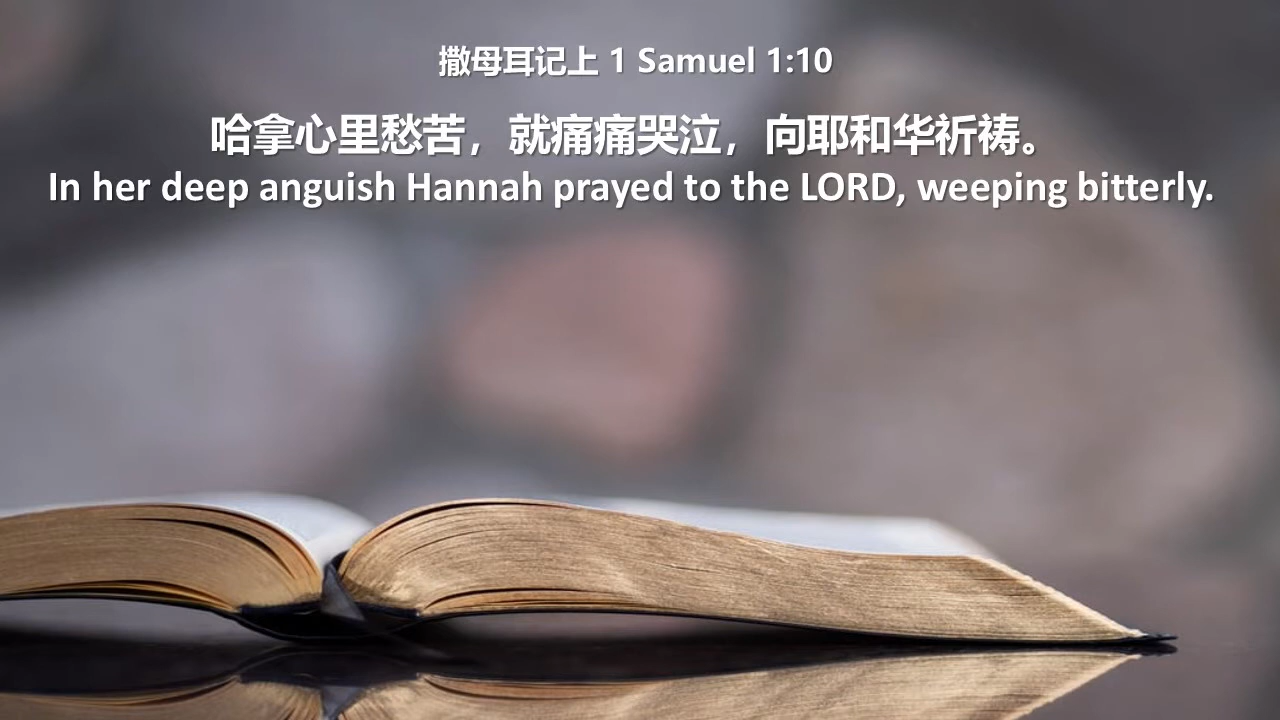 撒母耳记上 1 Samuel 1:10
哈拿心里愁苦，就痛痛哭泣，向耶和华祈祷。
In her deep anguish Hannah prayed to the LORD, weeping bitterly.